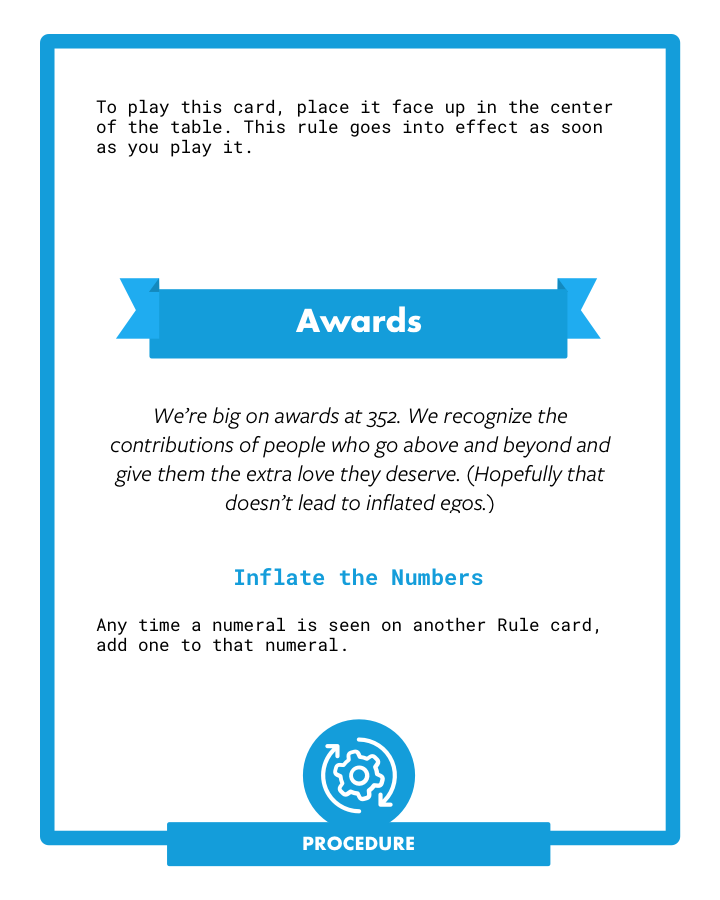 To play this card, place it face up in the center
of the table. This rule goes into effect as soon
as you play it.
Awards
We’re big on awards at 352. We recognize the
contributions of people who go above and beyond and
give them the extra love they deserve. (Hopefully that
doesn’t lead to inflated egos.)
Inflate the Numbers
Any time a numeral is seen on another Rule card,
add one to that numeral.
PROCEDURE